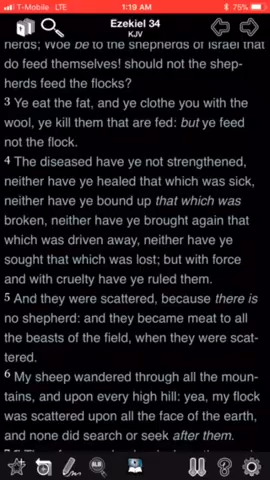 T-Mobile LTE 1:19 AM 75%
Ezekiel 34
KJV
herds; Woe be to the shepherds of Israel that
do feed themselves! should not the shep-
herds feed the flocks?
3 Ye eat the fat, and ye clothe you with the
wool, ye kill them that are fed: but ye feed
not the flock.
4 The diseased have ye not strengthened,
neither have ye healed that which was sick,
neither have ye bound up that which was
broken, neither have ye brought again that
which was driven away, neither have ye
sought that which was lost; but with force
and with cruelty have ye ruled them.
5 And they were scattered, because there is
no shepherd: and they became meat to all
the beasts of the field, when they were scat-
tered.
6 My sheep wandered through all the moun-
tains, and upon every high hill: yea, my flock
was scattered upon all the face of the earth,
and none did search or seek after them.